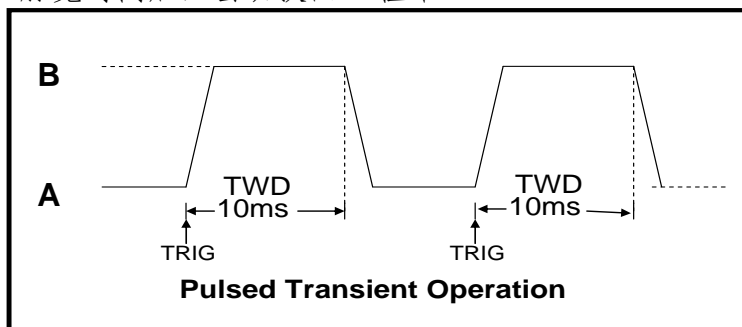 B
A
TWD
10ms
TRIG
TWD
10ms
TRIG
Pulsed Transient Operation